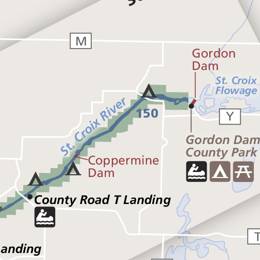 M
Gordon
Dam
St. Croix
Flowage
St. Croix River
150
Y
Gordon Dam
County Park
Coppermine
Dam
County Road T Landing
anding
T